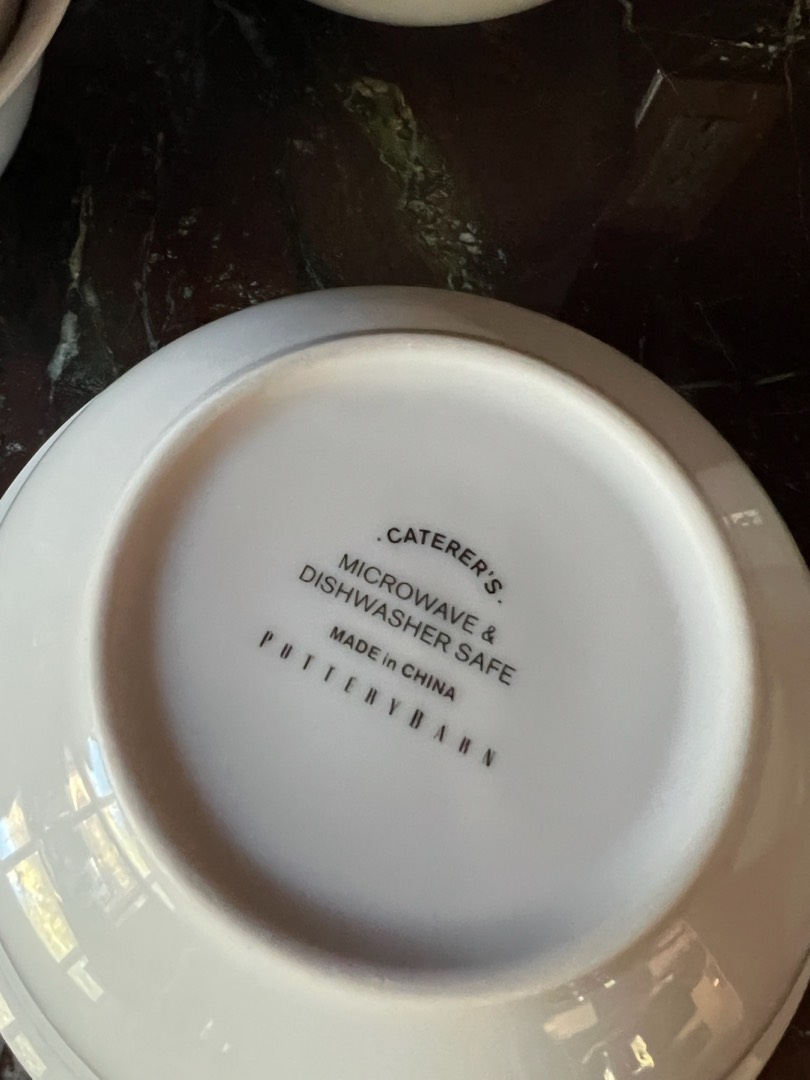 .CATERER'S.
MICROWAVE &
DISHWASHER SAFE
MADE in CHINA
POTTERYBARN